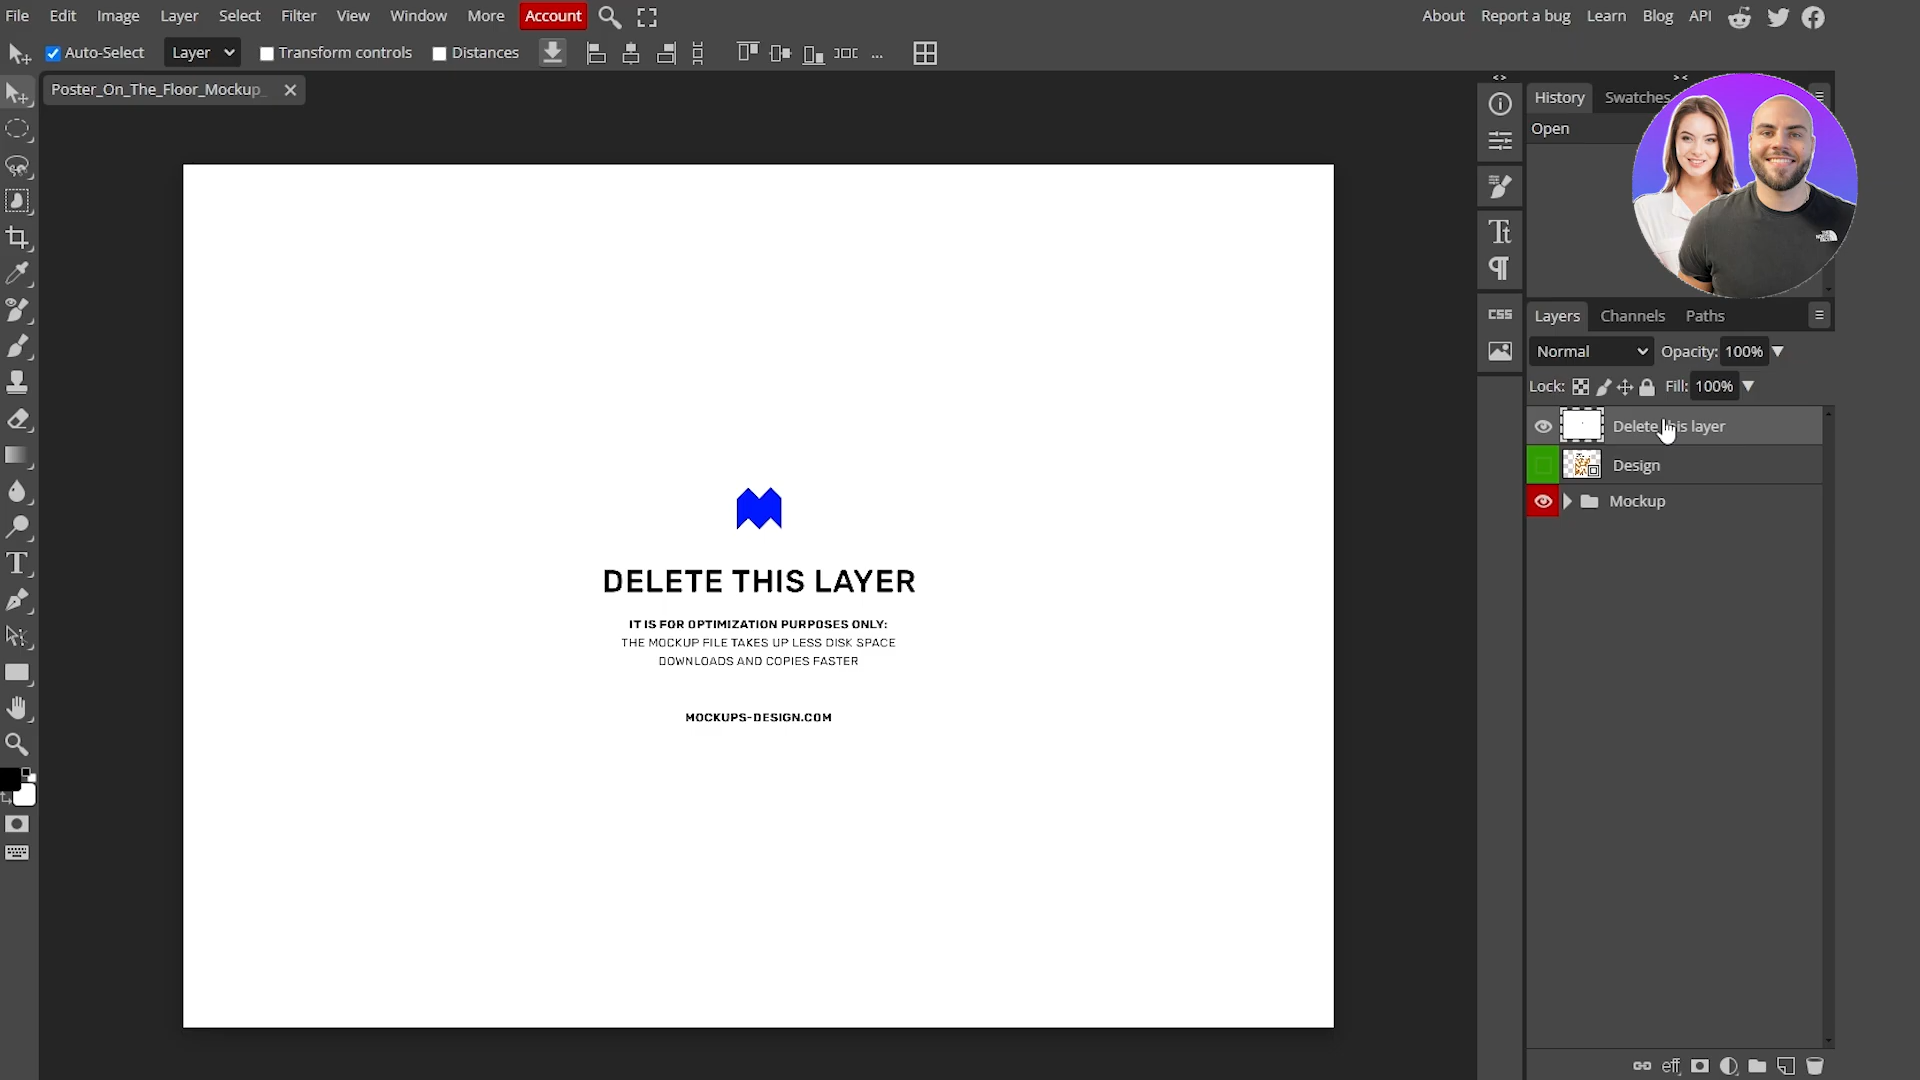 File Edit Image Layer Select Filter View Window More Account About Report a bug Learn Blog API
Auto-Select Layer Transform controls Distances ...
Poster_On_The_Floor_Mockup_
History Swatches
Open
CSS
Layers Channels Paths
Normal Opacity: 100%
Lock: Fill: 100%
Delete this layer
Design
Mockup
DELETE THIS LAYER
IT IS FOR OPTIMIZATION PURPOSES ONLY:
THE MOCKUP FILE TAKES UP LESS DISK SPACE
DOWNLOADS AND COPIES FASTER
MOCKUPS-DESIGN.COM
eff